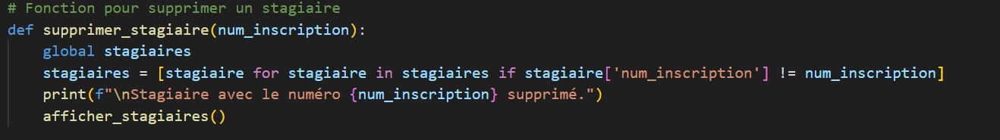 # Fonction pour supprimer un stagiaire
def supprimer_stagiaire(num_inscription):
    global stagiaires
    stagiaires = [stagiaire for stagiaire in stagiaires if stagiaire['num_inscription'] != num_inscription]
    print(f"\nStagiaire avec le numéro {num_inscription} supprimé.")
    afficher_stagiaires()